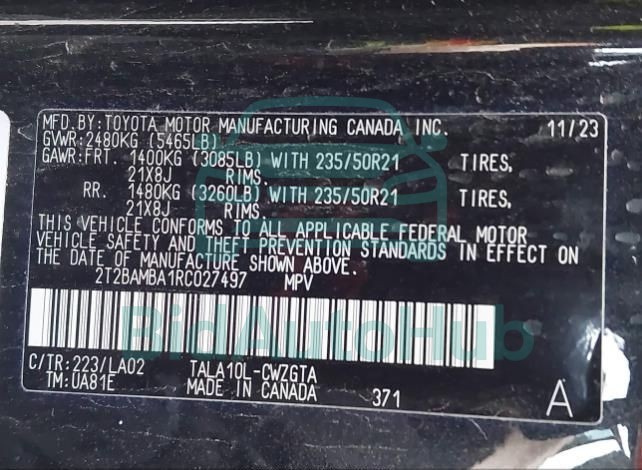 MFD.BY:TOYOTA MOTOR MANUFACTURING CANADA INC. 11/23
GVWR:2480KG (5465LB)
GAWR:FRT. 1400KG (3085LB) WITH 235/50R21 TIRES,
21X8J RIMS.
RR. 1480KG (3260LB) WITH 235/50R21 TIRES,
21X8J RIMS.
THIS VEHICLE CONFORMS TO ALL APPLICABLE FEDERAL MOTOR
VEHICLE SAFETY AND THEFT PREVENTION STANDARDS IN EFFECT ON
THE DATE OF MANUFACTURE SHOWN ABOVE.
2T2BAMBA1RC027497 MPV
BidAutoHub
C/TR:223/LA02 TALA10L-CWZGTA
TM:UA81E MADE IN CANADA 371 A